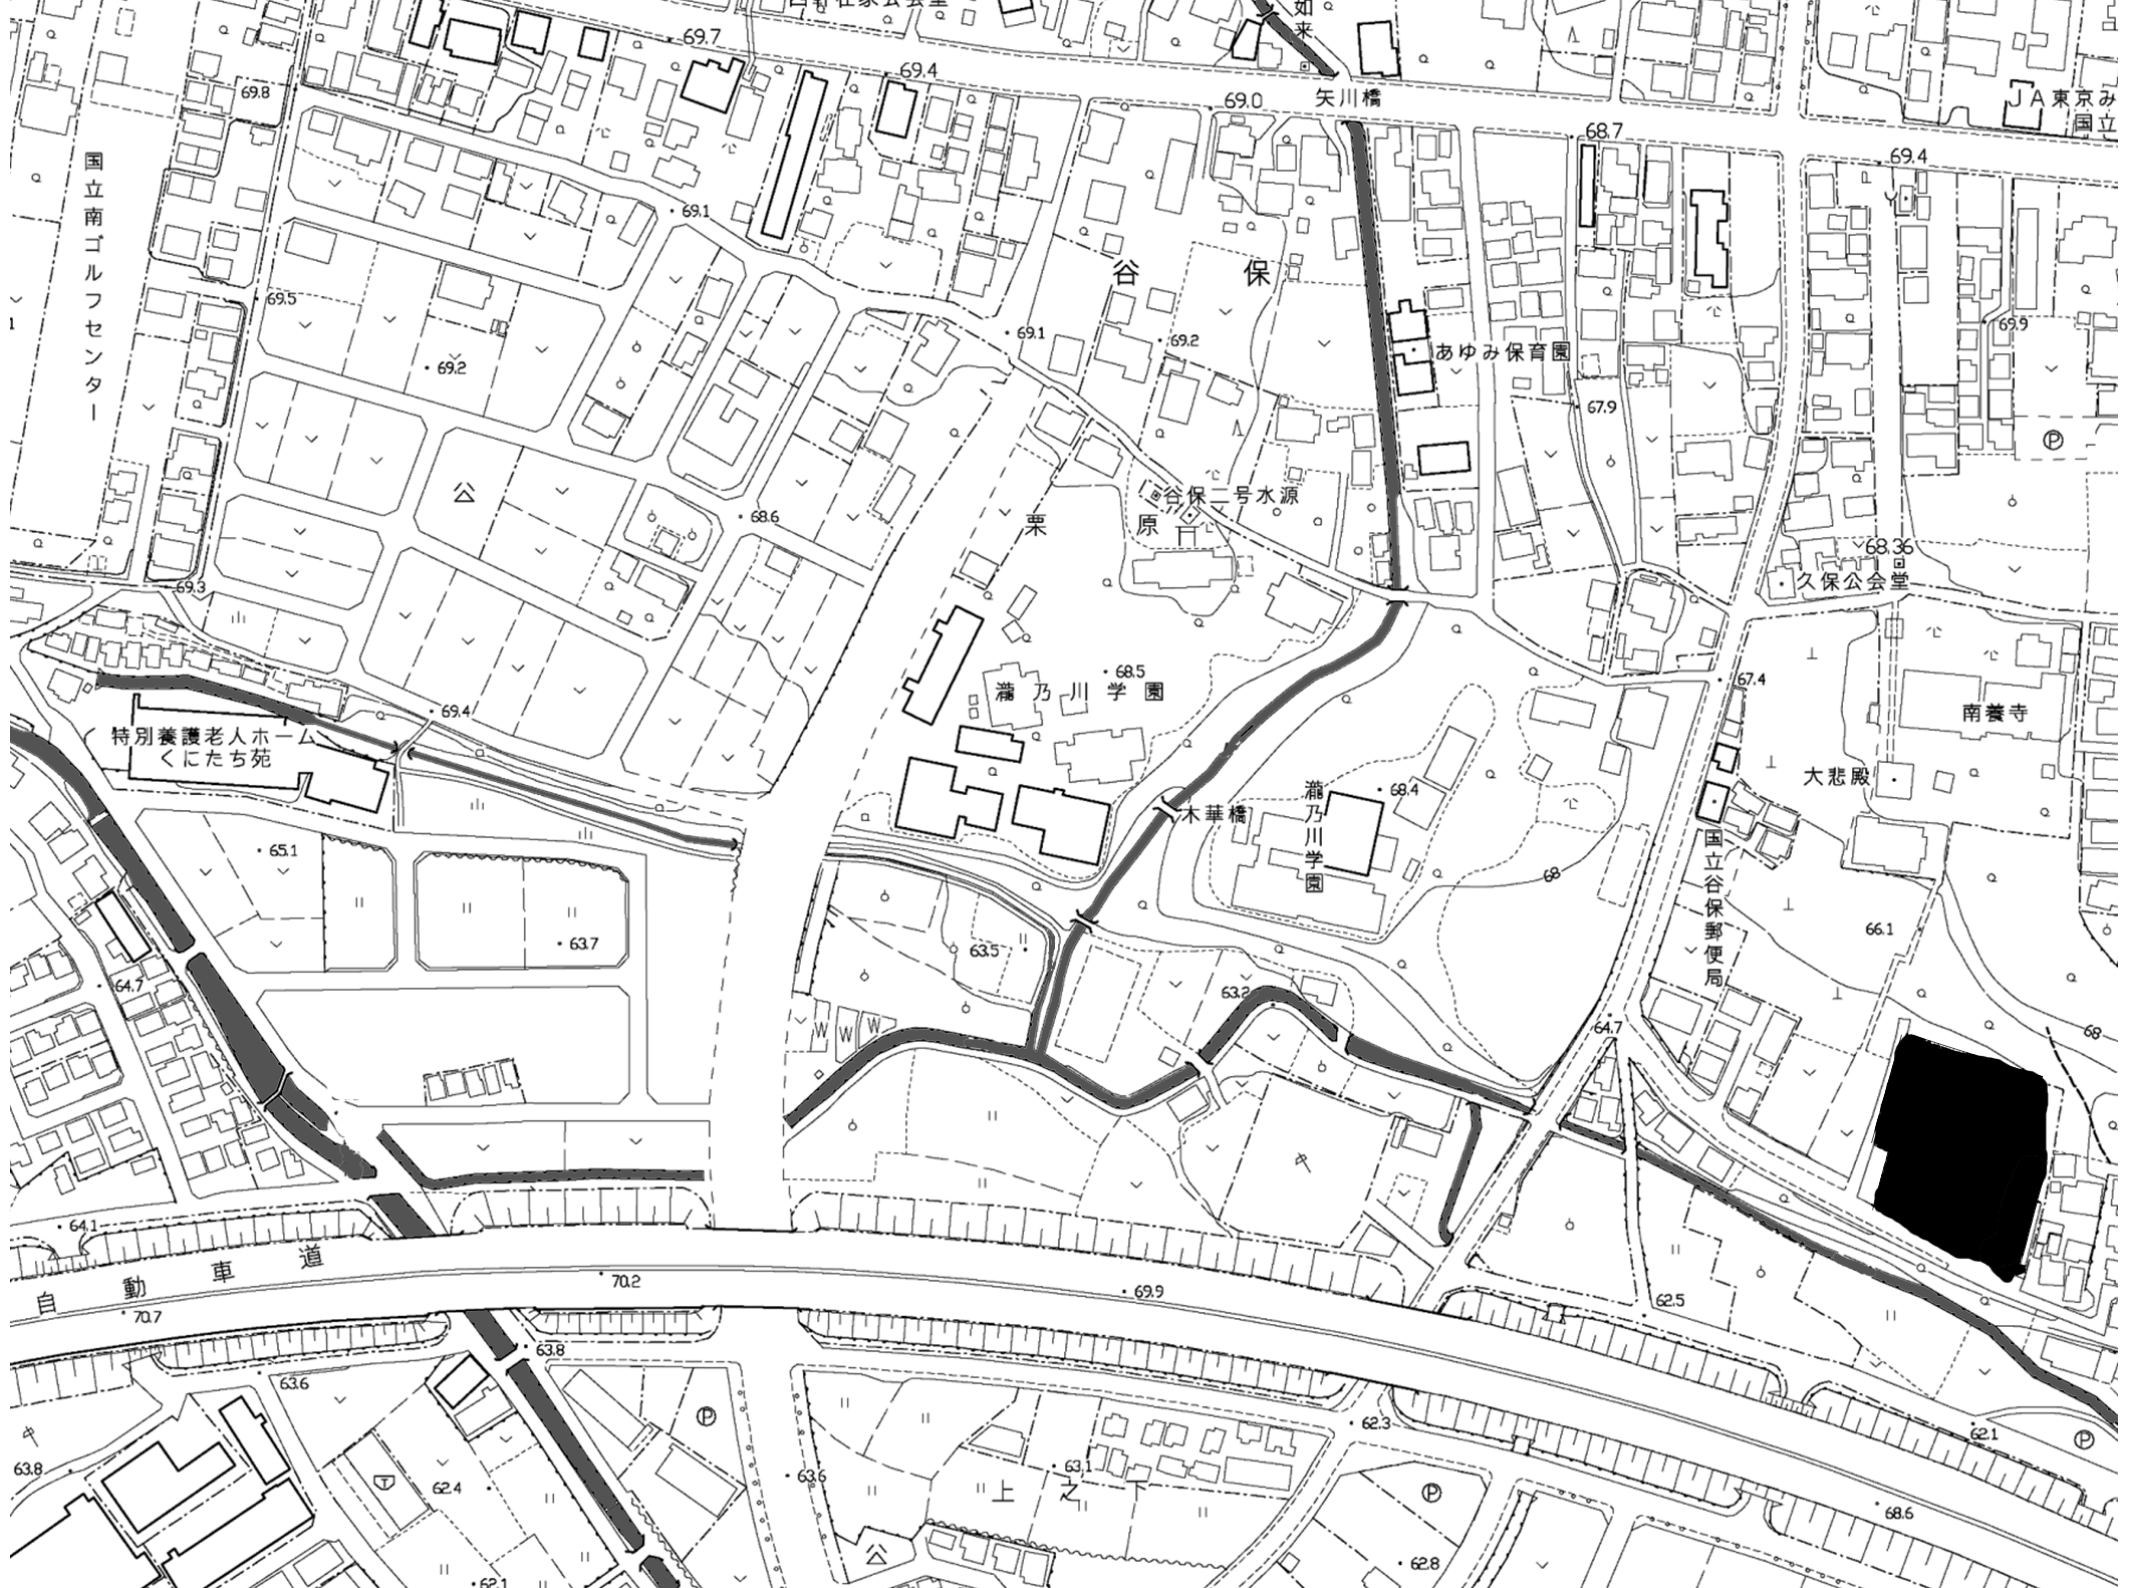 如来
69.7
69.4
69.8
69.0
矢川橋
JA東京み
国立
68.7
69.4
国立南ゴルフセンター
69.1
谷保
69.5
69.1
69.2
69.9
あゆみ保育園
69.2
67.9
公
谷保二号水源
68.6
栗原
68.36
久保公会堂
69.3
68.5
67.4
瀧乃川学園
69.4
南養寺
特別養護老人ホーム
くにたち苑
大悲殿
68.4
木華橋
瀧乃川学園
国立谷保郵便局
65.1
68
66.1
63.7
63.5
64.7
63.2
64.7
W
W
W
68
64.1
自動車道
70.2
69.9
70.7
62.5
63.8
63.6
62.3
62.1
P
P
P
P
63.8
63.1
63.6
62.4
上之下
68.6
公
62.8
62.1